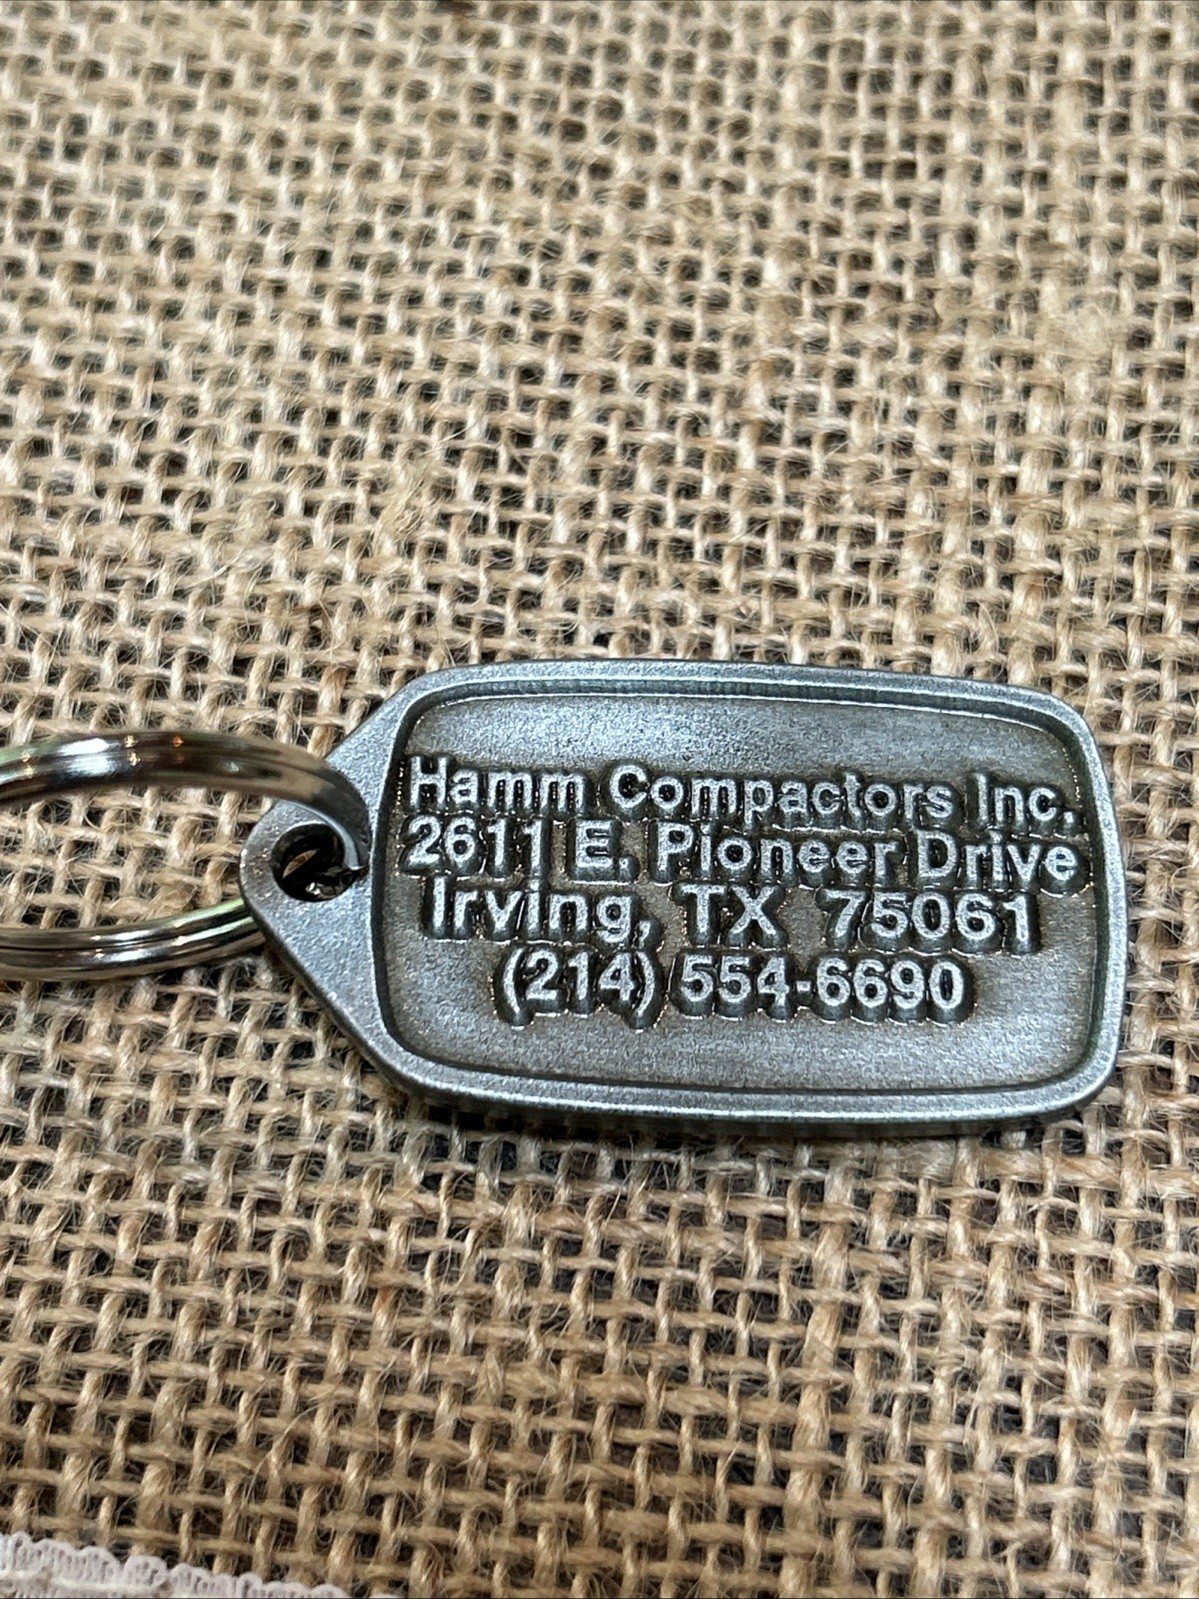 Hamm Compactors Inc.
2611 E. Pioneer Drive
Irving, TX 75061
(214) 554-6690